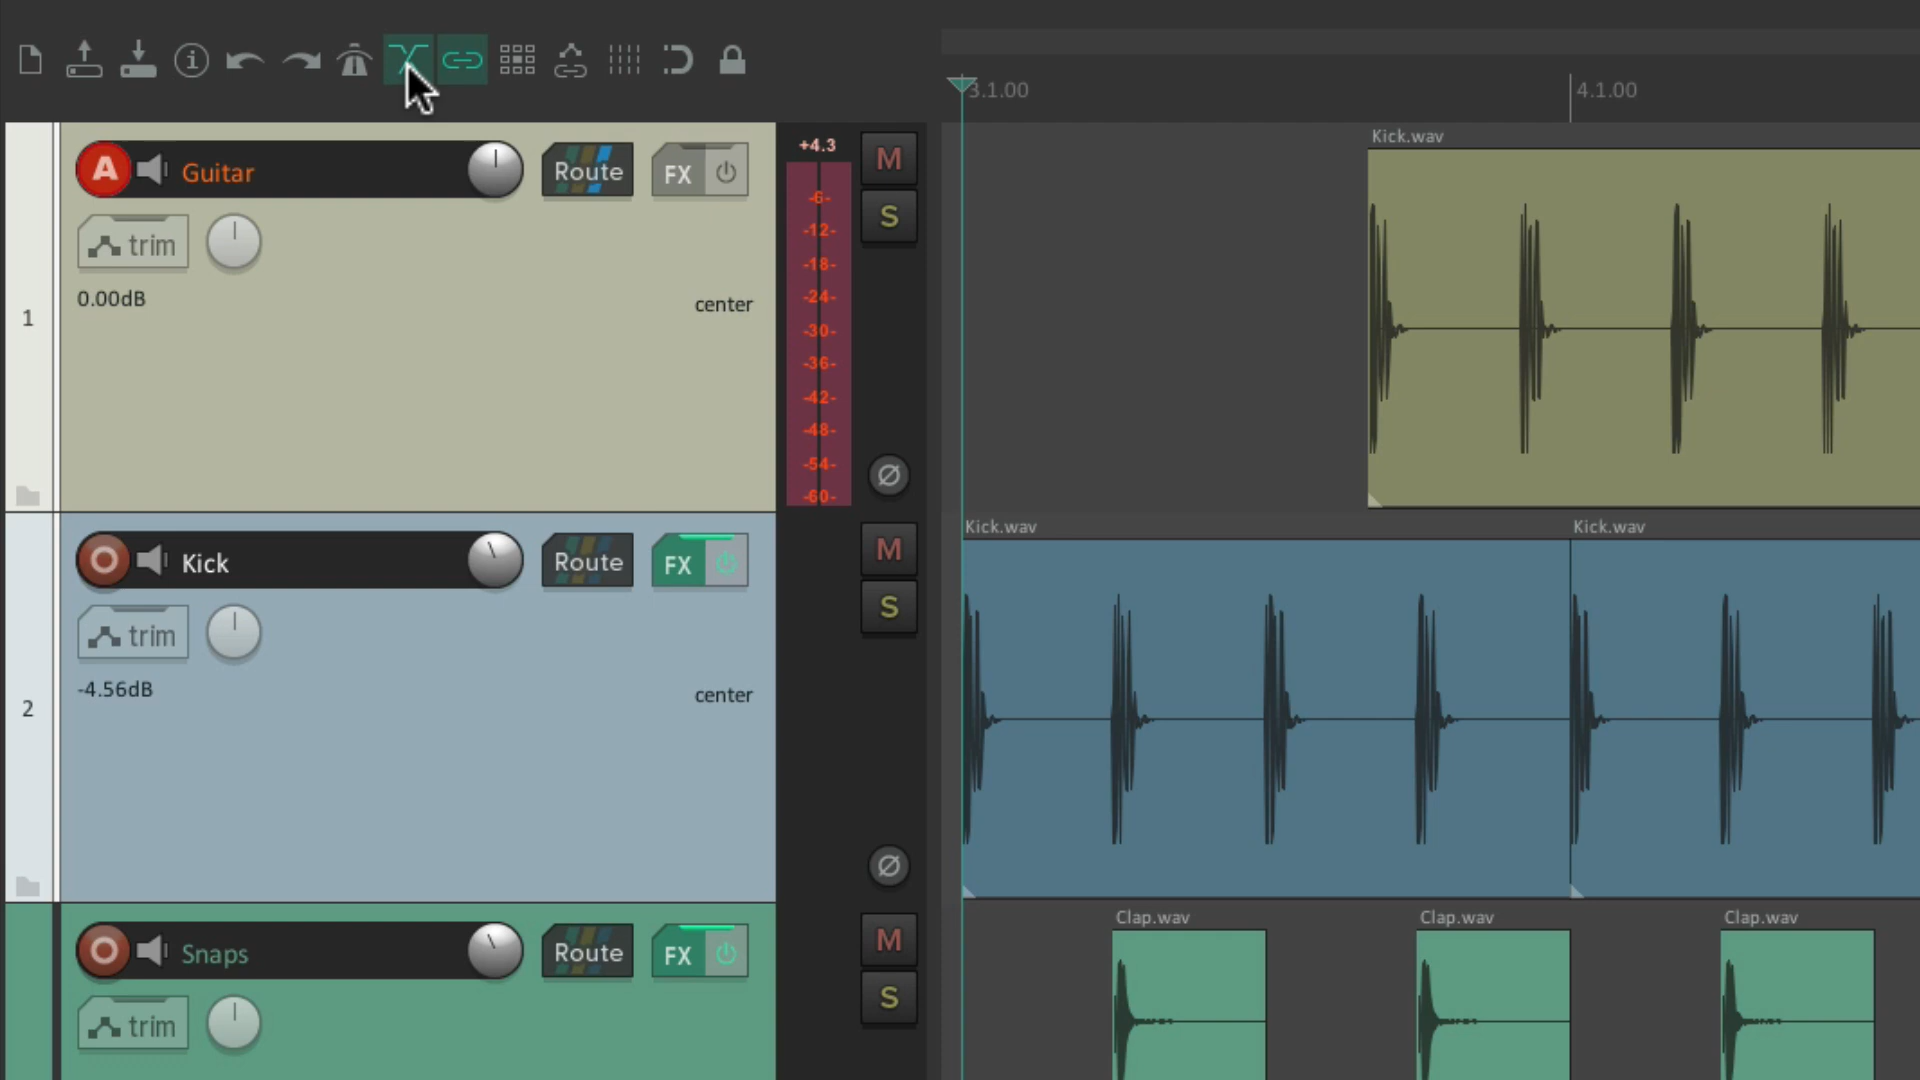 3.1.00
4.1.00
1
A
Guitar
Route
FX
trim
0.00dB
center
+4.3
-6-
-12-
-18-
-24-
-30-
-36-
-42-
-48-
-54-
-60-
M
S
Kick.wav
2
Kick
Route
FX
trim
-4.56dB
center
M
S
Kick.wav
Kick.wav
Snaps
Route
FX
trim
M
S
Clap.wav
Clap.wav
Clap.wav